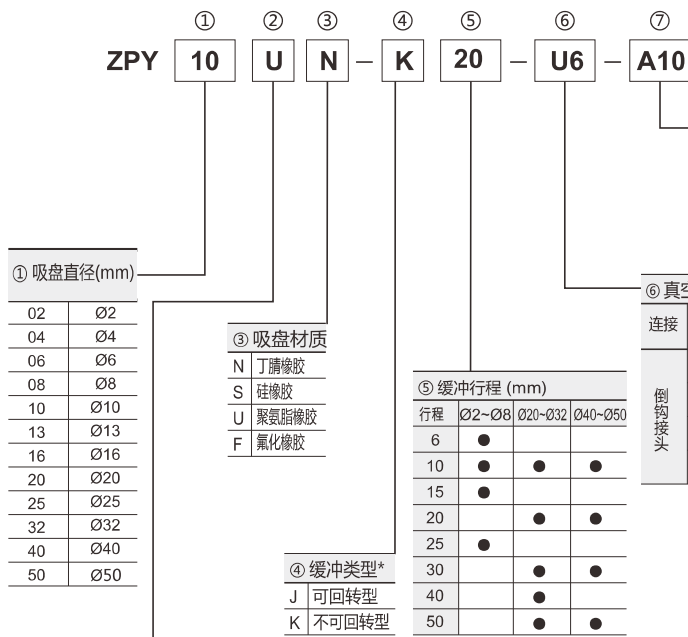 ① ② ③ ④ ⑤ ⑥ ⑦
ZPY 10 U N – K 20 – U6 – A10
① 吸盘直径(mm)
02 Ø2
04 Ø4
06 Ø6
08 Ø8
10 Ø10
13 Ø13
16 Ø16
20 Ø20
25 Ø25
32 Ø32
40 Ø40
50 Ø50
③ 吸盘材质
N 丁腈橡胶
S 硅橡胶
U 聚氨脂橡胶
F 氟化橡胶
④ 缓冲类型*
J 可回转型
K 不可回转型
⑤ 缓冲行程 (mm)
行程 Ø2~Ø8 Ø20~Ø32 Ø40~Ø50
6 ●
10 ● ● ●
15 ●
20 ● ●
25 ●
30 ● ●
40 ●
50 ● ●
⑥ 真空
连接
倒钩接头